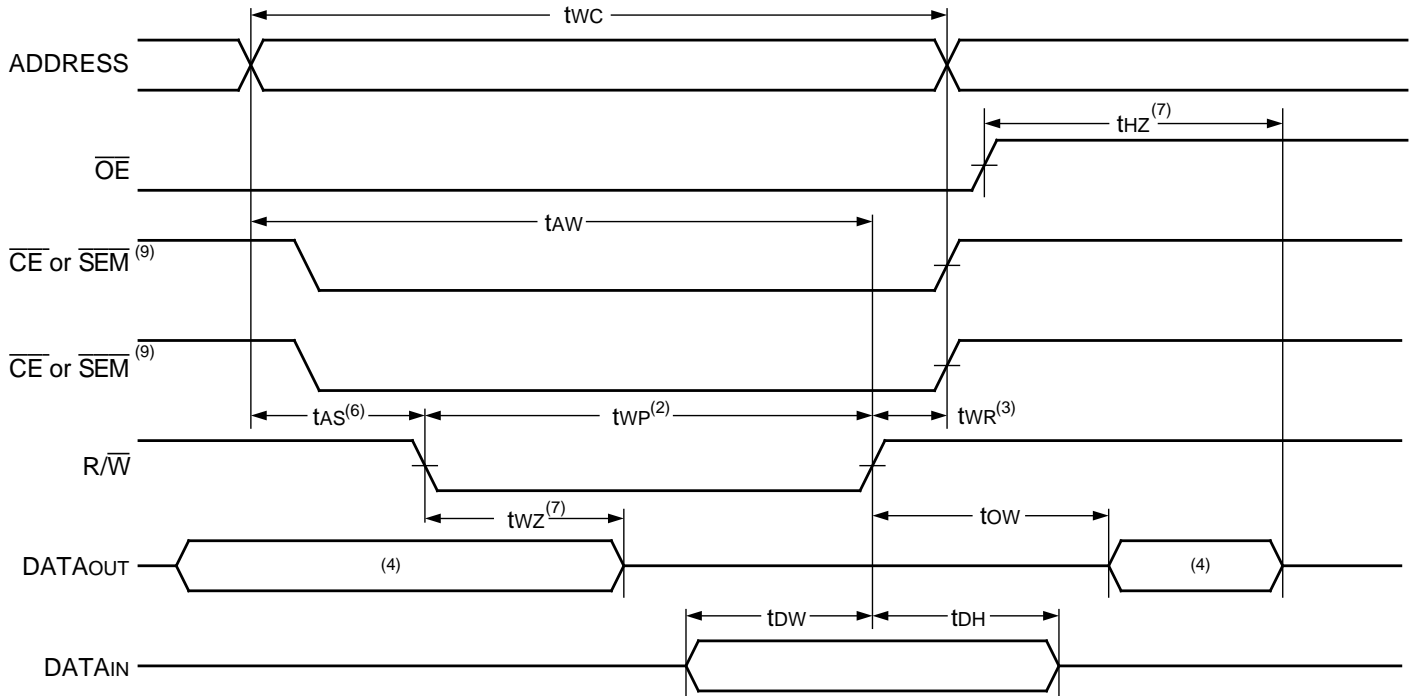 tWC
ADDRESS
tHZ(7)
OE
tAW
CE or SEM (9)
CE or SEM (9)
tAS(6) tWP(2) tWR(3)
R/W
tWZ(7) tOW
DATAOUT (4) (4)
tDW tDH
DATAIN